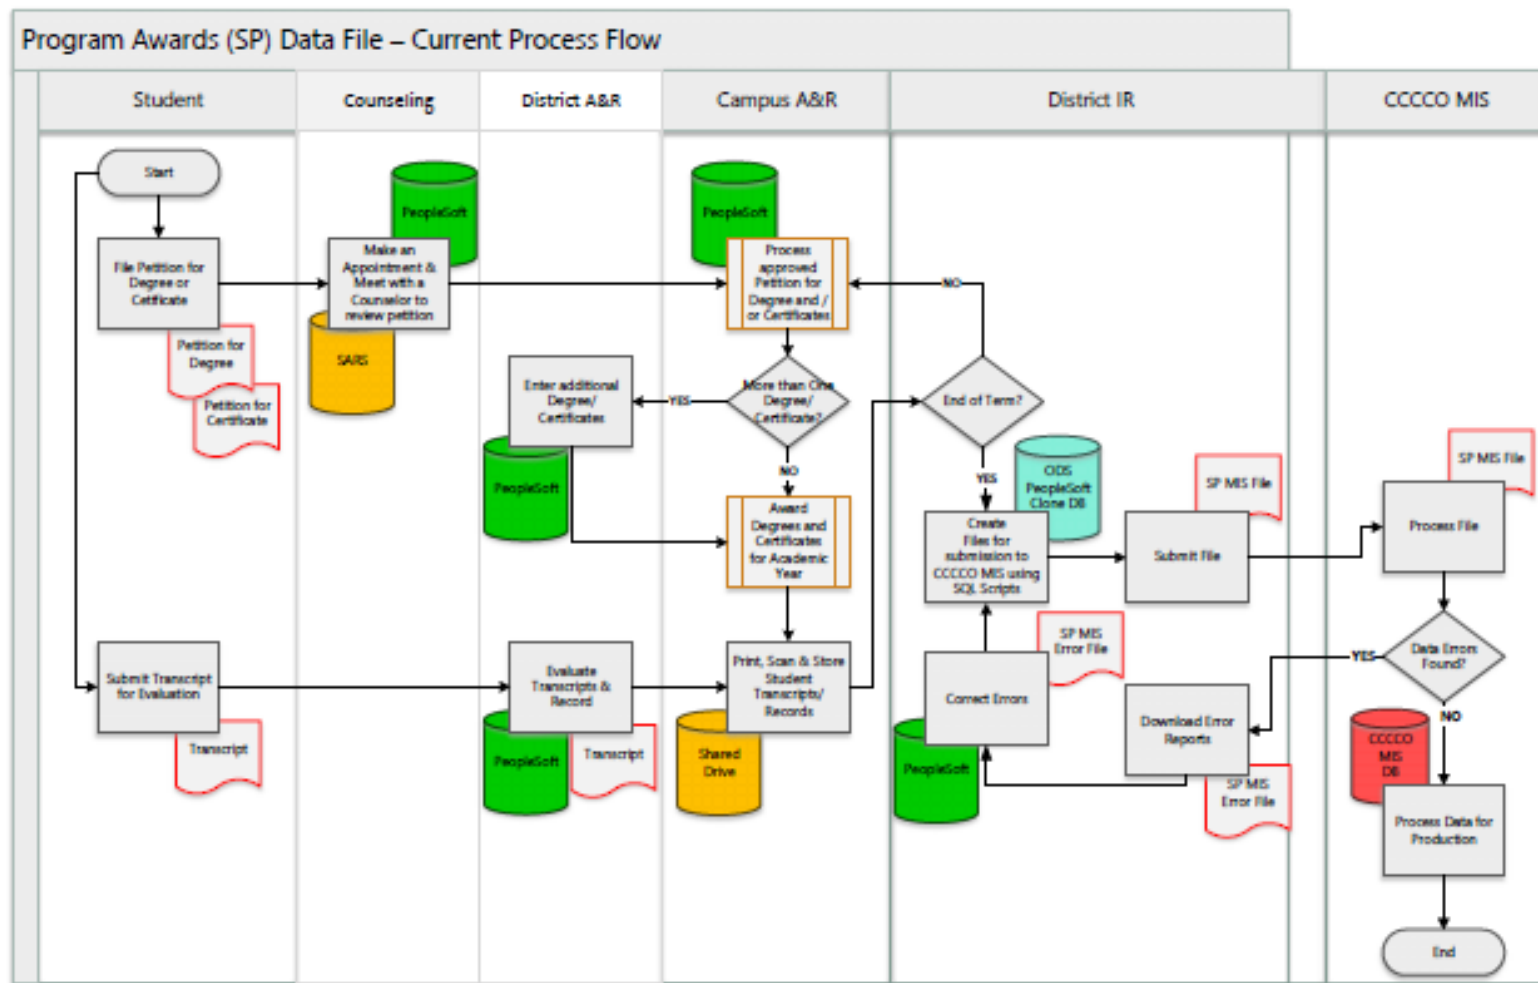 Program Awards (SP) Data File – Current Process Flow
Student
Counseling
District A&R
Campus A&R
District IR
CCCCO MIS
Start
PeopleSoft
PeopleSoft
File Petition for
Degree or
Cetficate
Make an
Appointment &
Meet with a
Counselor to
review petition
Process
approved
Petition for
Degree and /
or Certificates
NO
Petition for
Degree
Petition for
Certificate
SARS
Enter additional
Degree/
Certificates
YES
More than One
Degree/
Certificate?
End of Term?
PeopleSoft
NO
YES
ODS
PeopleSoft
Clone DB
SP MIS File
SP MIS File
Award
Degrees and
Certificates
for Academic
Year
Create
Files for
submission to
CCCCO MIS using
SQL Scripts
Submit File
Process File
Submit Transcript
for Evaluation
Evaluate
Transcripts &
Record
Print, Scan & Store
Student
Transcripts/
Records
SP MIS
Error File
Correct Errors
Download Error
Reports
YES
Data Errors
Found?
NO
Transcript
PeopleSoft
Transcript
Shared
Drive
PeopleSoft
SP MIS
Error File
CCCCO
MIS
DB
Process Data for
Production
End